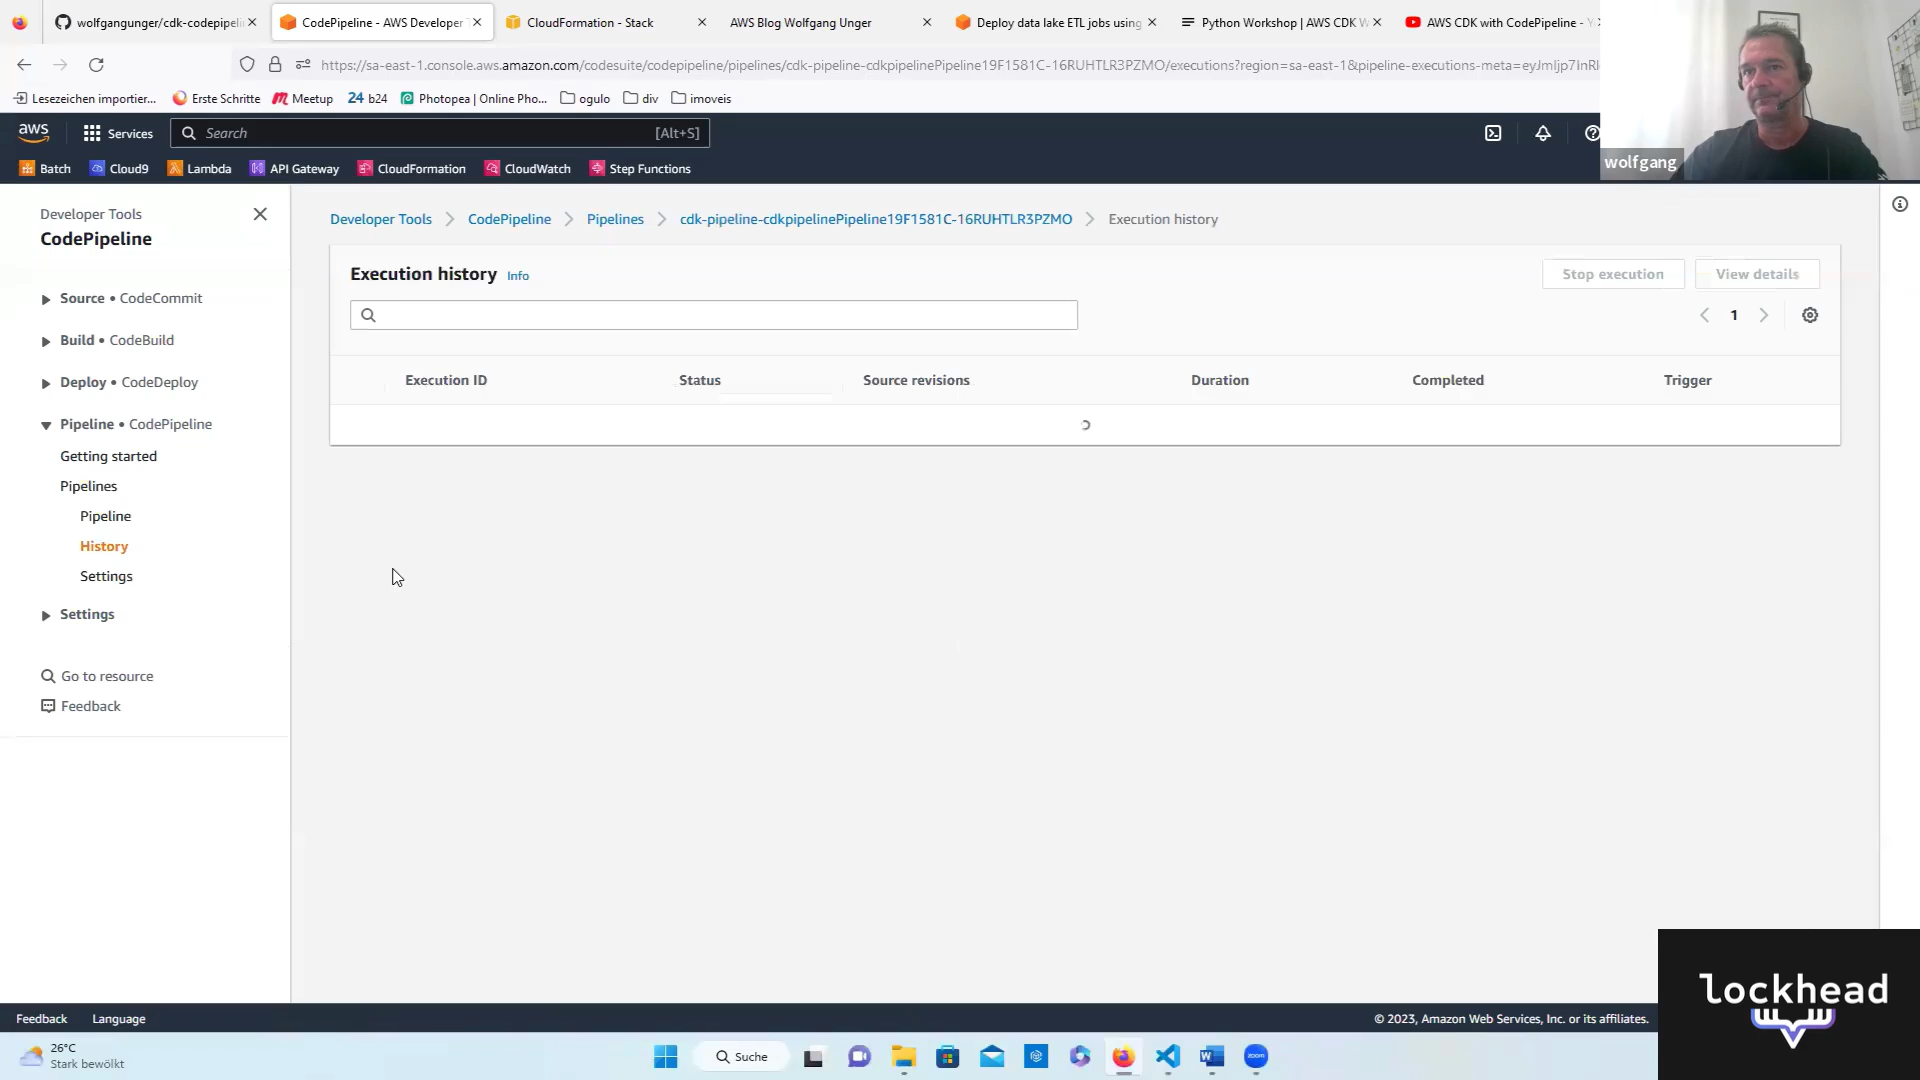 wolfgangunger/cdk-codepipeli
CodePipeline - AWS Developer T
CloudFormation - Stack
AWS Blog Wolfgang Unger
Deploy data lake ETL jobs using
Python Workshop | AWS CDK W
AWS CDK with CodePipeline - Y
https://sa-east-1.console.aws.amazon.com/codesuite/codepipeline/pipelines/cdk-pipeline-cdkpipelinePipeline19F1581C-16RUHTLR3PZMO/executions?region=sa-east-1&pipeline-executions-meta=eyJmIjp7InRl
Lesezeichen importier...
Erste Schritte
Meetup
24 b24
Photopea | Online Pho...
ogulo
div
imoveis
aws
Services
Search
[Alt+S]
wolfgang
Batch
Cloud9
Lambda
API Gateway
CloudFormation
CloudWatch
Step Functions
Developer Tools
CodePipeline
Source • CodeCommit
Build • CodeBuild
Deploy • CodeDeploy
Pipeline • CodePipeline
Getting started
Pipelines
Pipeline
History
Settings
Settings
Go to resource
Feedback
Developer Tools
CodePipeline
Pipelines
cdk-pipeline-cdkpipelinePipeline19F1581C-16RUHTLR3PZMO
Execution history
Execution history
Info
Stop execution
View details
1
Execution ID
Status
Source revisions
Duration
Completed
Trigger
Feedback
Language
© 2023, Amazon Web Services, Inc. or its affiliates.
lockhead
26°C
Stark bewölkt
Suche
zoom